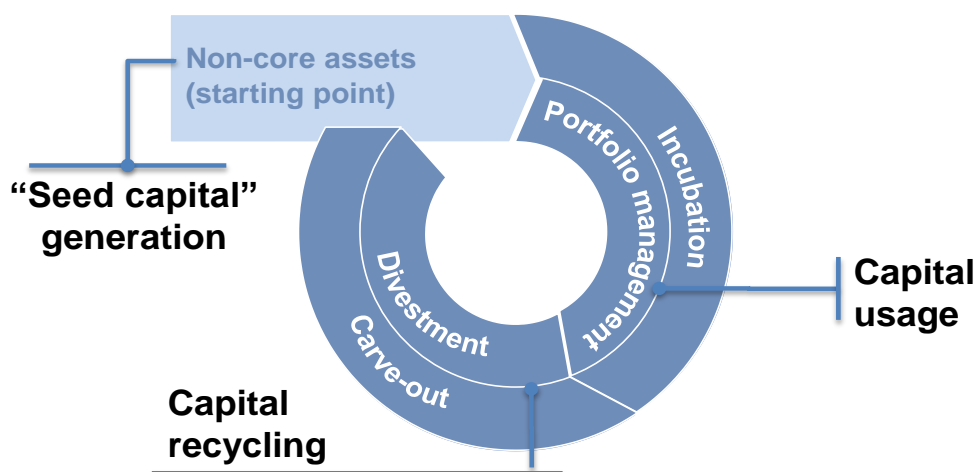 Non-core assets
(starting point)
“Seed capital”
generation
Portfolio management
Incubation
Capital
usage
Divestment
Carve-out
Capital
recycling